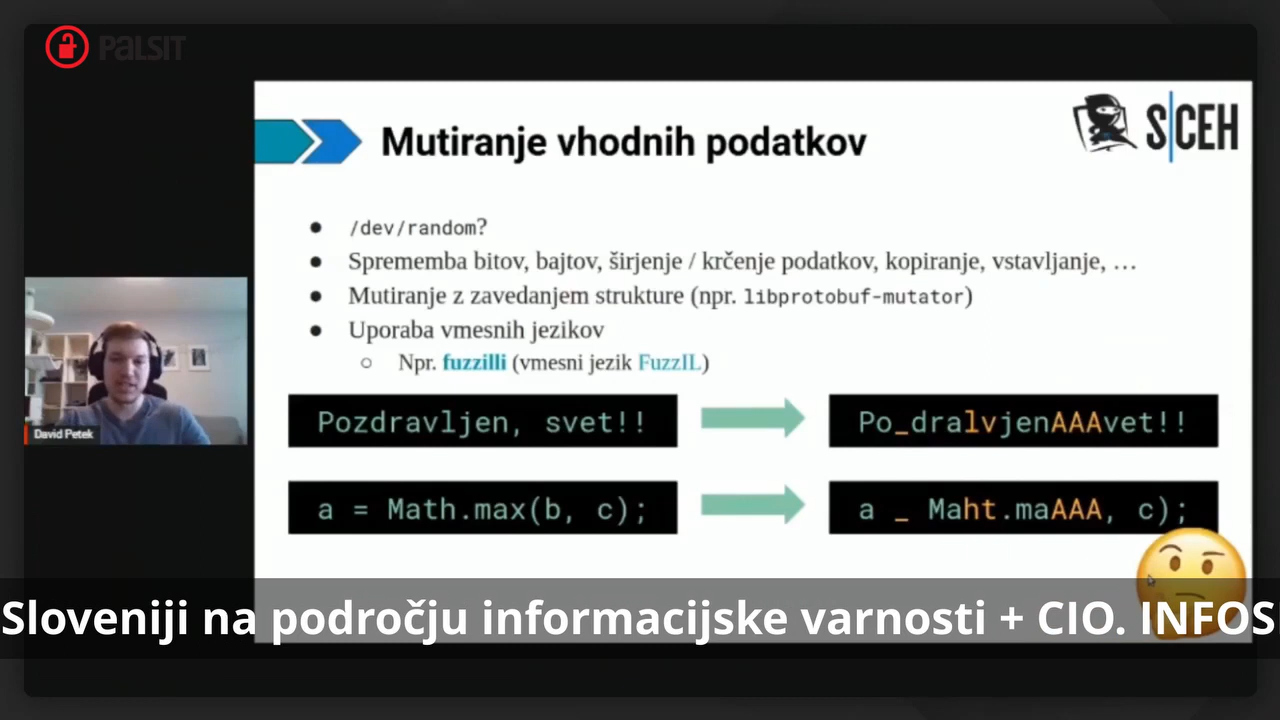 PALSIT
Mutiranje vhodnih podatkov
S|CEH
● /dev/random?
● Sprememba bitov, bajtov, širjenje / krčenje podatkov, kopiranje, vstavljanje, …
● Mutiranje z zavedanjem strukture (npr. libprotobuf-mutator)
● Uporaba vmesnih jezikov
○ Npr. fuzzilli (vmesni jezik FuzzIL)
Pozdravljen, svet!!
Po_dralvjenAAAvet!!
a = Math.max(b, c);
a _ Maht.maAAA, c);
David Petek
Sloveniji na področju informacijske varnosti + CIO. INFOS